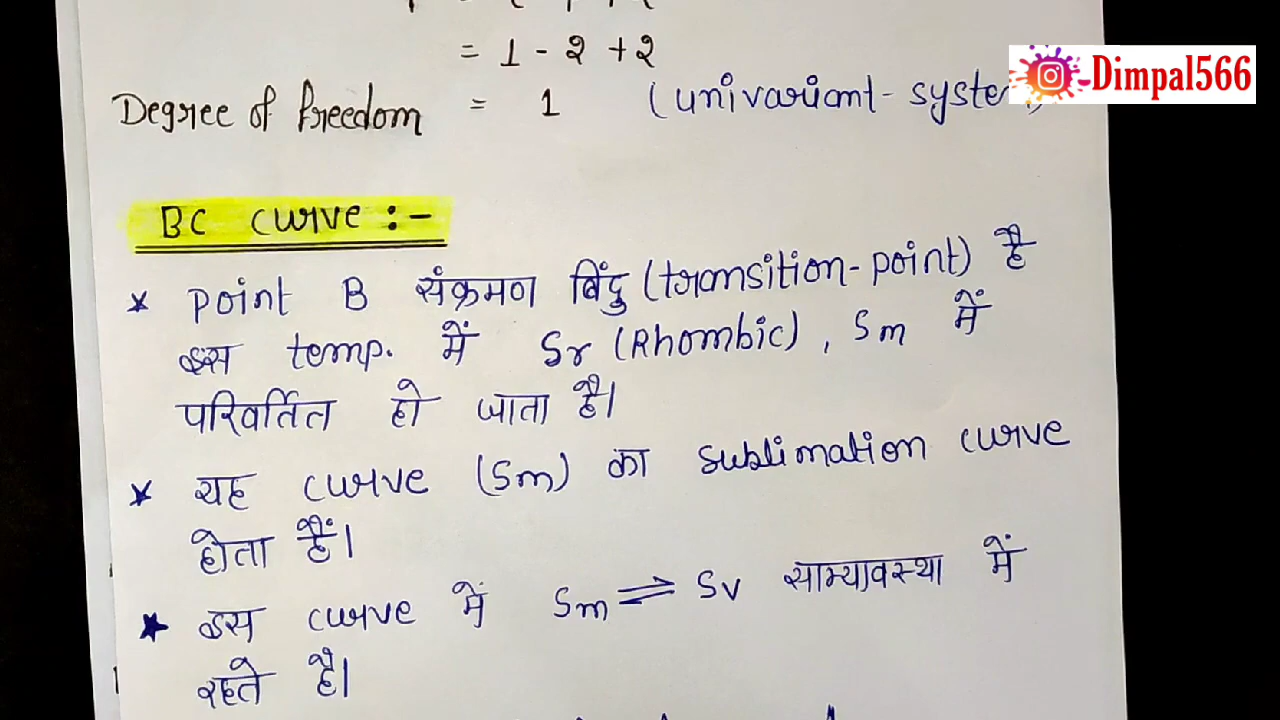 = 1 - 2 + 2
-Dimpal566
Degree of freedom = 1 (univariant-system)
BC curve :-
* Point B संक्रमण बिंदु (transition-point) है
इस temp. में Sr (Rhombic), Sm में
परिवर्तित हो जाता है।
* यह curve (Sm) का sublimation curve
होता हैं।
* इस curve में Sm ⇌ Sv साम्यावस्था में
रहते है।